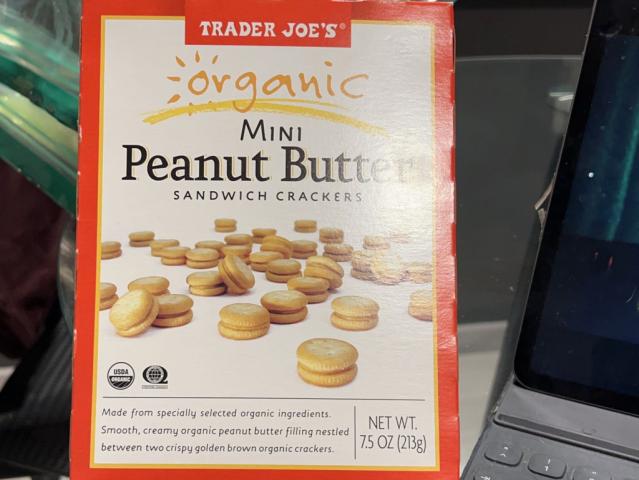 TRADER JOE'S®
organic
MINI
Peanut Butter
SANDWICH CRACKERS
USDA
ORGANIC
Made from specially selected organic ingredients.
Smooth, creamy organic peanut butter filling nestled
between two crispy golden brown organic crackers.
NET WT.
7.5 OZ (213g)